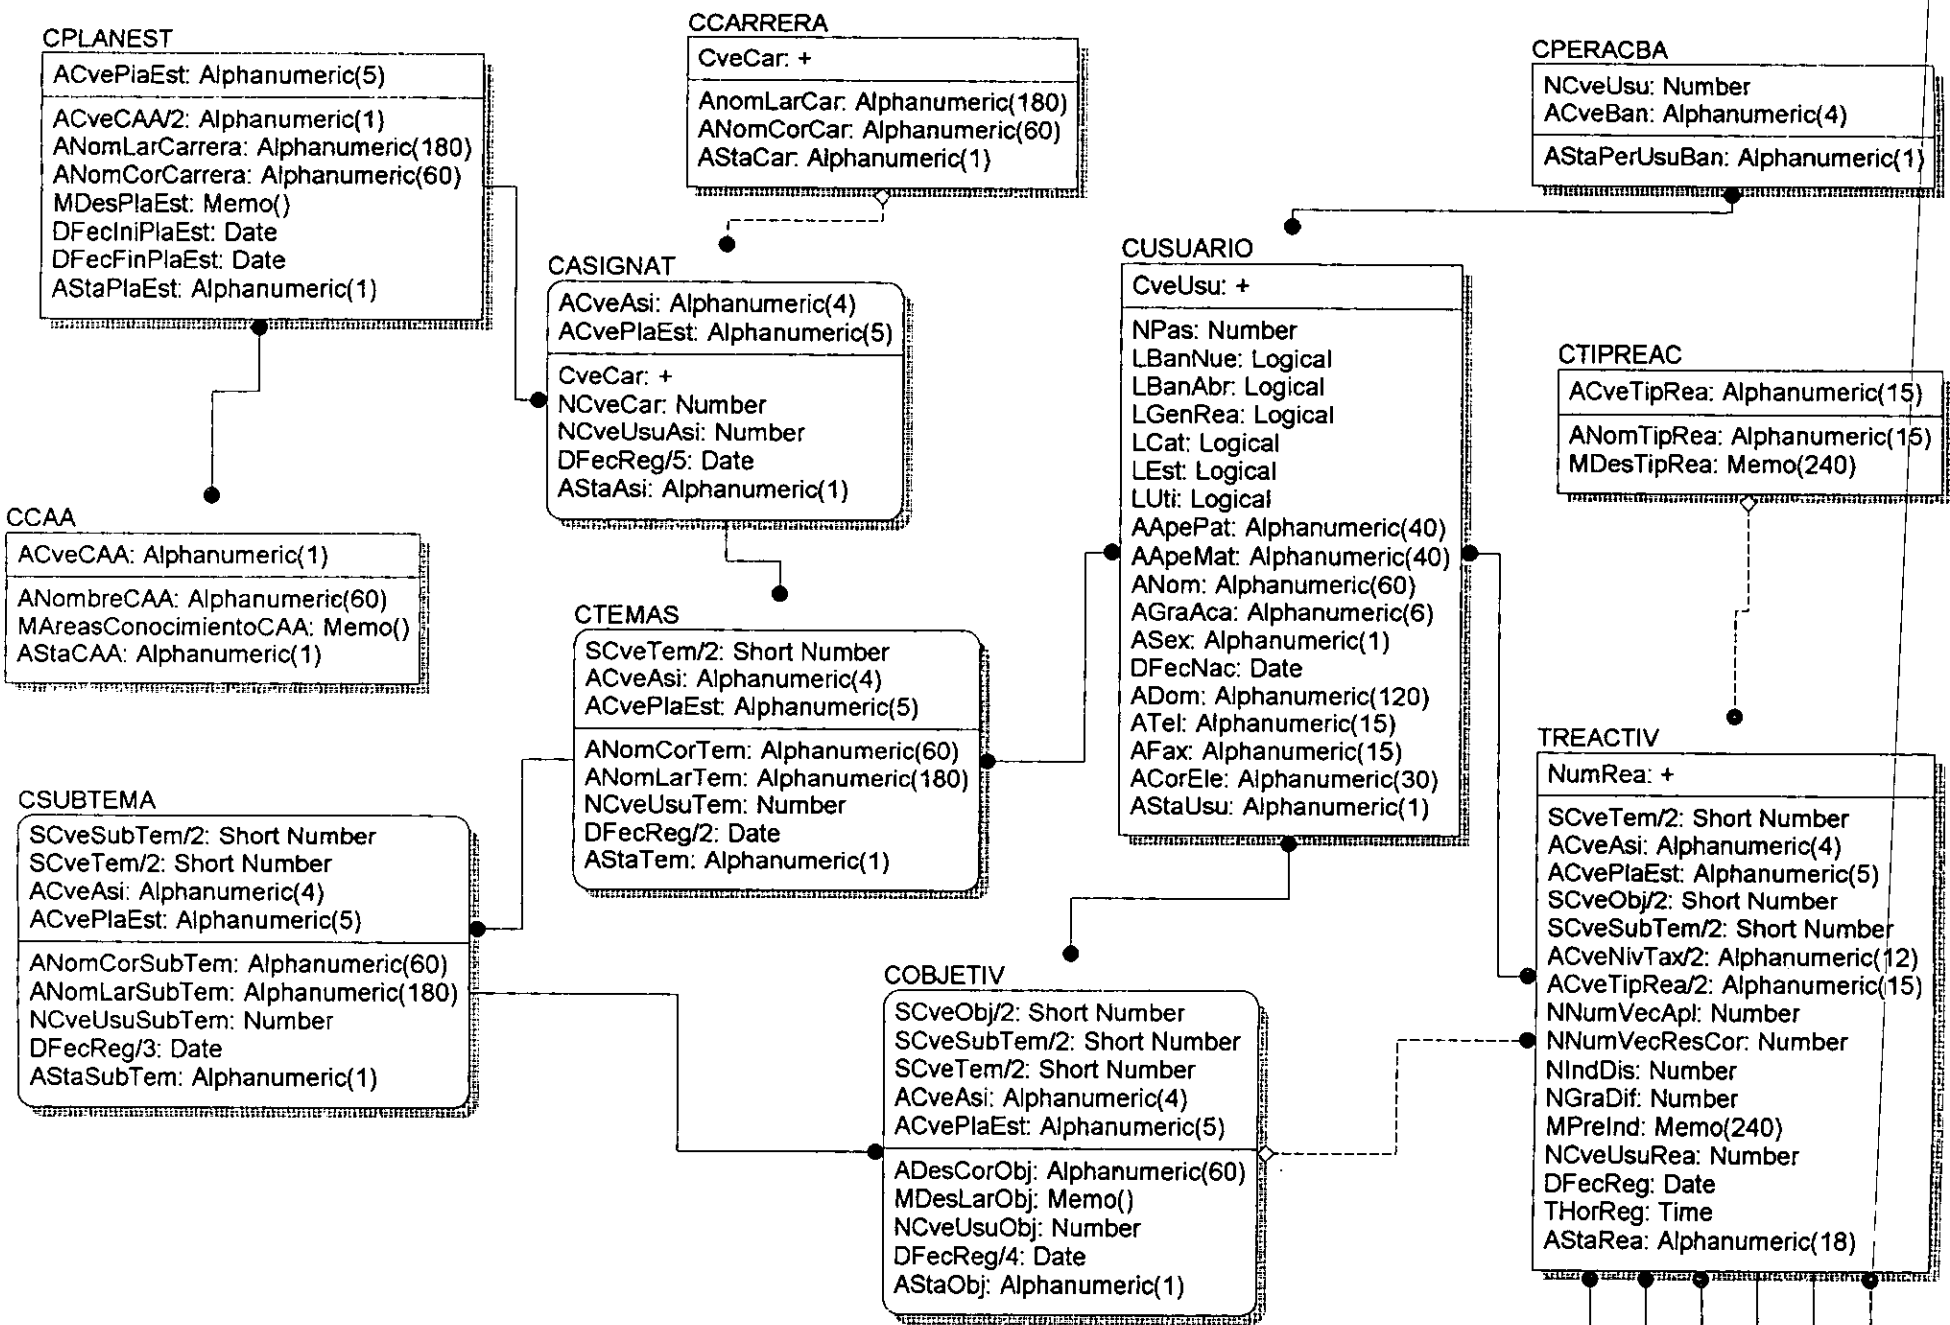 CPLANEST
ACvePlaEst: Alphanumeric(5)
ACveCAA/2: Alphanumeric(1)
ANomLarCarrera: Alphanumeric(180)
ANomCorCarrera: Alphanumeric(60)
MDesPlaEst: Memo()
DFecIniPlaEst: Date
DFecFinPlaEst: Date
AStaPlaEst: Alphanumeric(1)
CCARRERA
CveCar: +
AnomLarCar: Alphanumeric(180)
ANomCorCar: Alphanumeric(60)
AStaCar: Alphanumeric(1)
CPERACBA
NCveUsu: Number
ACveBan: Alphanumeric(4)
AStaPerUsuBan: Alphanumeric(1)
CASIGNAT
ACveAsi: Alphanumeric(4)
ACvePlaEst: Alphanumeric(5)
CveCar: +
NCveCar: Number
NCveUsuAsi: Number
DFecReg/5: Date
AStaAsi: Alphanumeric(1)
CUSUARIO
CveUsu: +
NPas: Number
LBanNue: Logical
LBanAbr: Logical
LGenRea: Logical
LCat: Logical
LEst: Logical
LUti: Logical
AApePat: Alphanumeric(40)
AApeMat: Alphanumeric(40)
ANom: Alphanumeric(60)
AGraAca: Alphanumeric(6)
ASex: Alphanumeric(1)
DFecNac: Date
ADom: Alphanumeric(120)
ATel: Alphanumeric(15)
AFax: Alphanumeric(15)
ACorEle: Alphanumeric(30)
AStaUsu: Alphanumeric(1)
CTIPREAC
ACveTipRea: Alphanumeric(15)
ANomTipRea: Alphanumeric(15)
MDesTipRea: Memo(240)
CCAA
ACveCAA: Alphanumeric(1)
ANombreCAA: Alphanumeric(60)
MAreasConocimientoCAA: Memo()
AStaCAA: Alphanumeric(1)
CTEMAS
SCveTem/2: Short Number
ACveAsi: Alphanumeric(4)
ACvePlaEst: Alphanumeric(5)
ANomCorTem: Alphanumeric(60)
ANomLarTem: Alphanumeric(180)
NCveUsuTem: Number
DFecReg/2: Date
AStaTem: Alphanumeric(1)
CSUBTEMA
SCveSubTem/2: Short Number
SCveTem/2: Short Number
ACveAsi: Alphanumeric(4)
ACvePlaEst: Alphanumeric(5)
ANomCorSubTem: Alphanumeric(60)
ANomLarSubTem: Alphanumeric(180)
NCveUsuSubTem: Number
DFecReg/3: Date
AStaSubTem: Alphanumeric(1)
COBJETIV
SCveObj/2: Short Number
SCveSubTem/2: Short Number
SCveTem/2: Short Number
ACveAsi: Alphanumeric(4)
ACvePlaEst: Alphanumeric(5)
ADesCorObj: Alphanumeric(60)
MDesLarObj: Memo()
NCveUsuObj: Number
DFecReg/4: Date
AStaObj: Alphanumeric(1)
TREACTIV
NumRea: +
SCveTem/2: Short Number
ACveAsi: Alphanumeric(4)
ACvePlaEst: Alphanumeric(5)
SCveObj/2: Short Number
SCveSubTem/2: Short Number
ACveNivTax/2: Alphanumeric(12)
ACveTipRea/2: Alphanumeric(15)
NNumVecApl: Number
NNumVecResCor: Number
NIndDis: Number
NGraDif: Number
MPreInd: Memo(240)
NCveUsuRea: Number
DFecReg: Date
THorReg: Time
AStaRea: Alphanumeric(18)